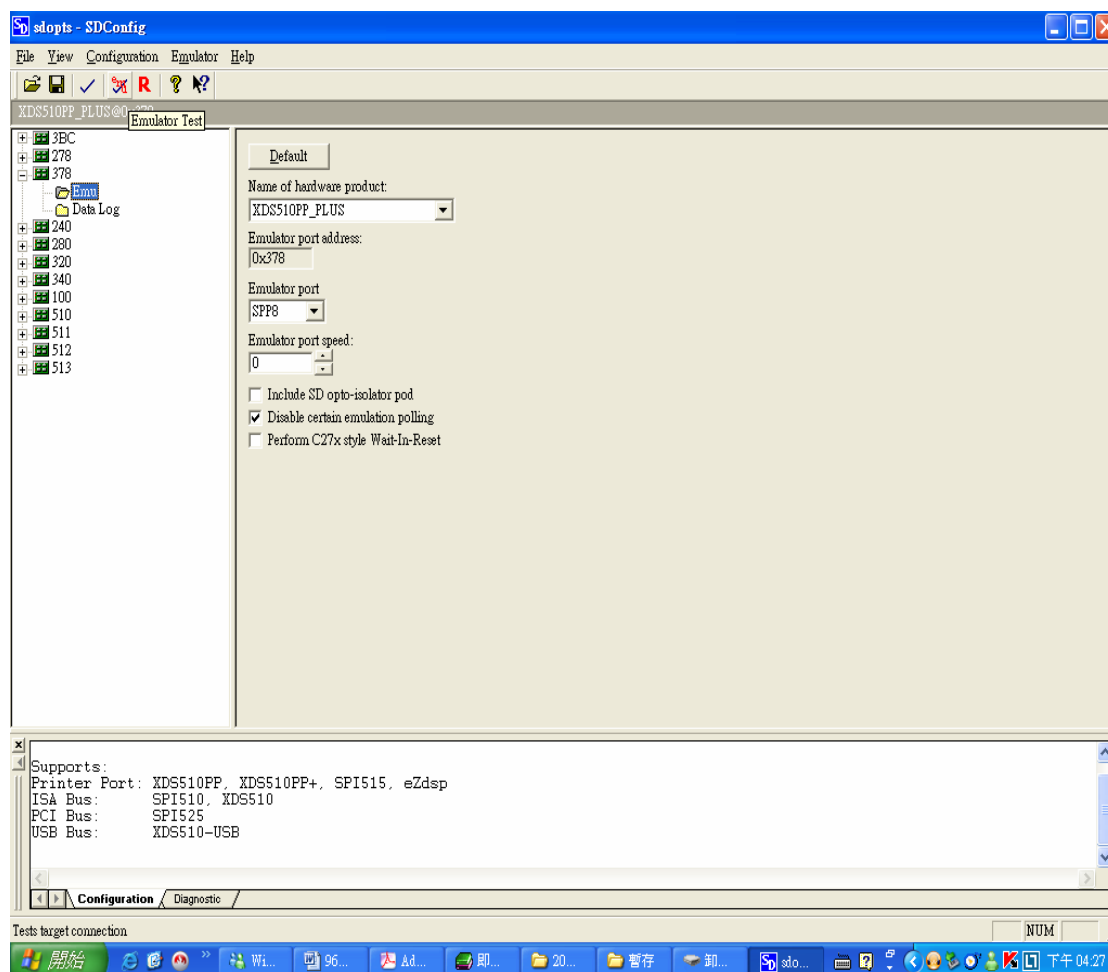 sdopts - SDConfig
File View Configuration Emulator Help
R ? ?
XDS510PP_PLUS@0x378
Emulator Test
3BC
278
378
Emu
Data Log
240
280
320
340
100
510
511
512
513
Default
Name of hardware product:
XDS510PP_PLUS
Emulator port address:
0x378
Emulator port
SPP8
Emulator port speed:
0
Include SD opto-isolator pod
Disable certain emulation polling
Perform C27x style Wait-In-Reset
Supports:
Printer Port: XDS510PP, XDS510PP+, SPI515, eZdsp
ISA Bus: SPI510, XDS510
PCI Bus: SPI525
USB Bus: XDS510-USB
Configuration Diagnostic
Tests target connection NUM
開始 Wi... 96... Ad... 即... 20... 暫存 卸... sdo... 下午 04:27